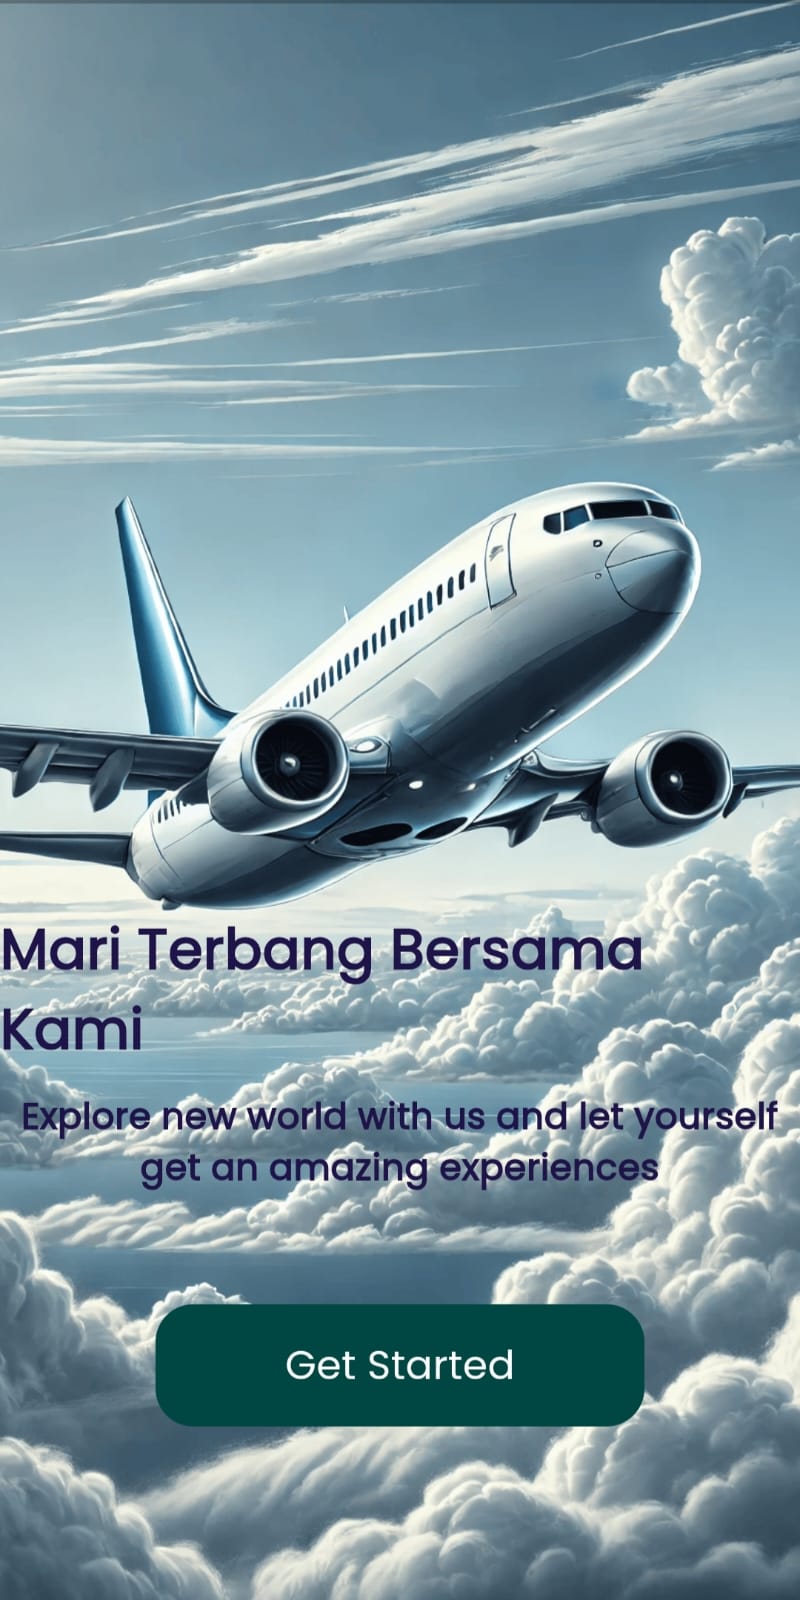 Mari Terbang Bersama
Kami
Explore new world with us and let yourself
get an amazing experiences
Get Started